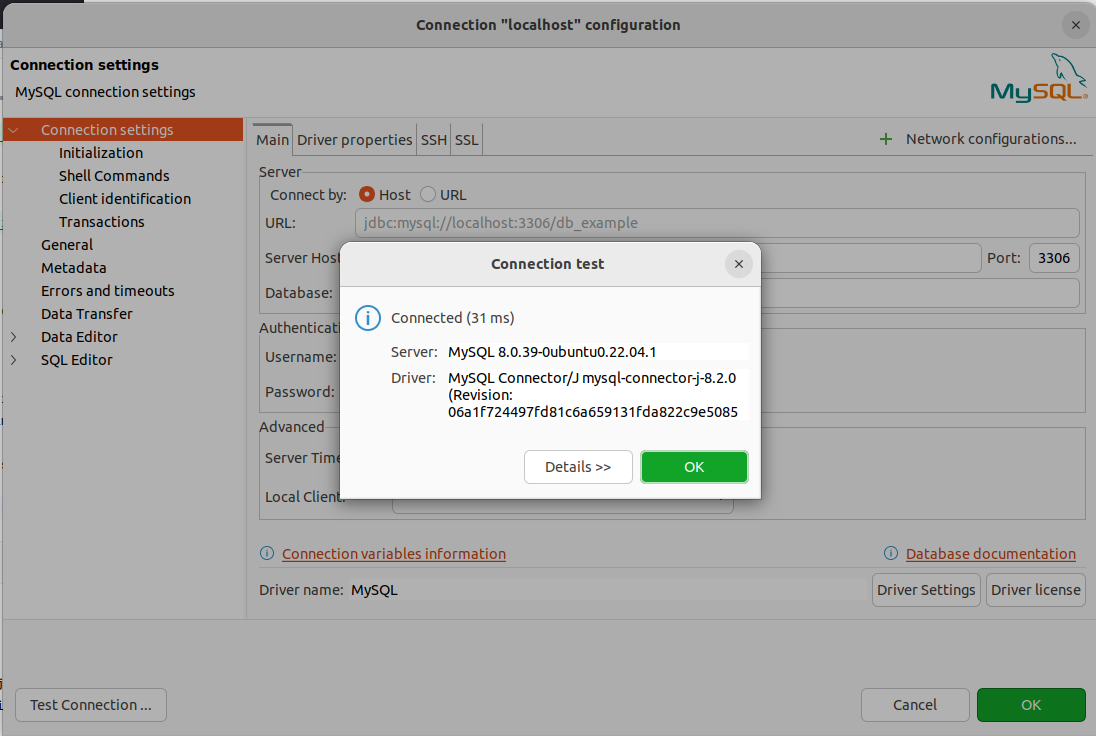 Connection "localhost" configuration
Connection settings
MySQL connection settings
MySQL
Connection settings
Initialization
Shell Commands
Client identification
Transactions
General
Metadata
Errors and timeouts
Data Transfer
Data Editor
SQL Editor
Main Driver properties SSH SSL
Network configurations...
Server
Connect by: Host URL
URL: jdbc:mysql://localhost:3306/db_example
Server Host
Port: 3306
Database:
Username:
Password:
Advanced
Server
Local Client:
Connection test
Connected (31 ms)
Server: MySQL 8.0.39-0ubuntu0.22.04.1
Driver: MySQL Connector/J mysql-connector-j-8.2.0
(Revision:
06a1f724497fd81c6a659131fda822c9e5085
Details >> OK
Connection variables information Database documentation
Driver name: MySQL Driver Settings Driver license
Test Connection ... Cancel OK